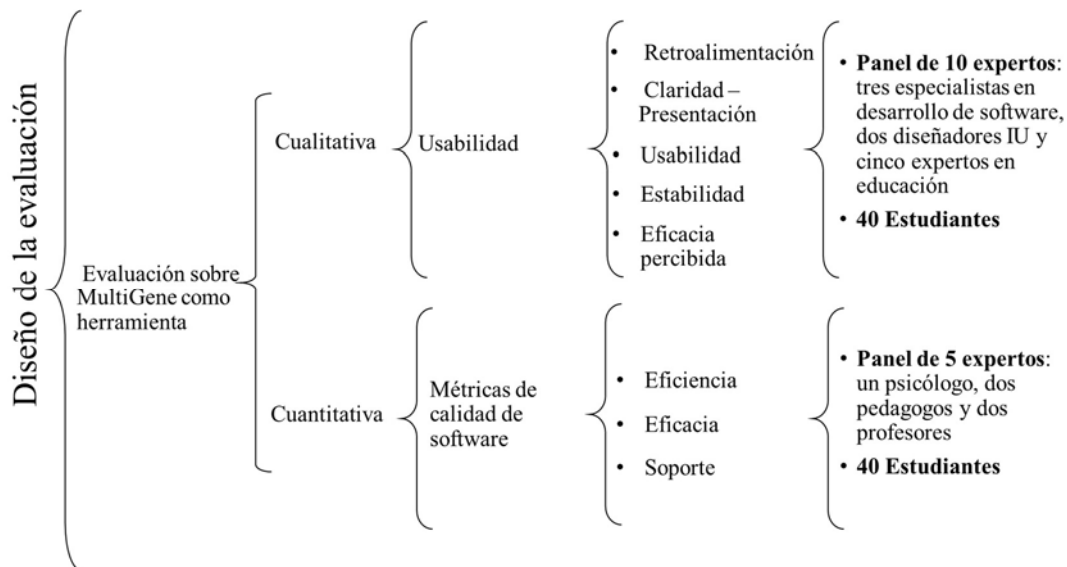 Diseño de la evaluación
Evaluación sobre
MultiGene como
herramienta
Cualitativa
Usabilidad
• Retroalimentación
• Claridad –
Presentación
• Usabilidad
• Estabilidad
• Eficacia
percibida
• Panel de 10 expertos:
tres especialistas en
desarrollo de software,
dos diseñadores IU y
cinco expertos en
educación
• 40 Estudiantes
Cuantitativa
Métricas de
calidad de
software
• Eficiencia
• Eficacia
• Soporte
• Panel de 5 expertos:
un psicólogo, dos
pedagogos y dos
profesores
• 40 Estudiantes